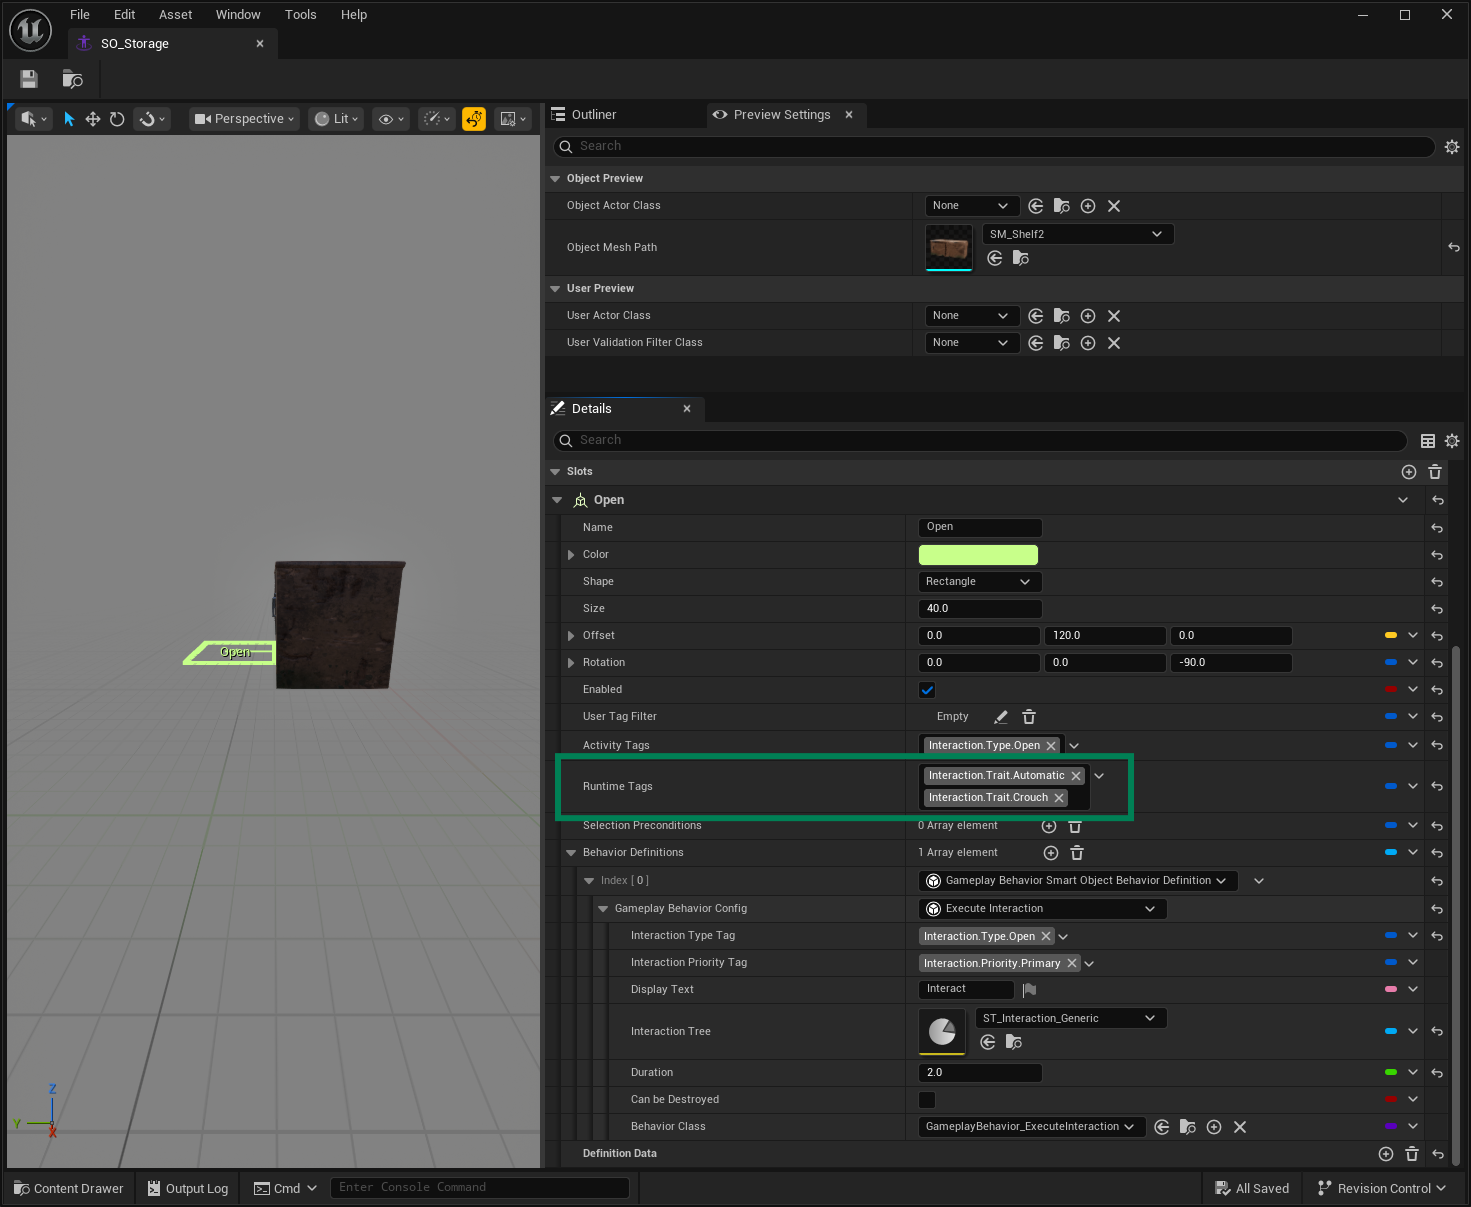 File Edit Asset Window Tools Help
SO_Storage
Perspective Lit
Outliner Preview Settings
Search
Object Preview
Object Actor Class None
Object Mesh Path SM_Shelf2
User Preview
User Actor Class None
User Validation Filter Class None
Details
Search
Slots
Open
Name Open
Color
Shape Rectangle
Size 40.0
Offset 0.0 120.0 0.0
Rotation 0.0 0.0 -90.0
Enabled
User Tag Filter Empty
Activity Tags Interaction.Type.Open
Runtime Tags Interaction.Trait.Automatic
Interaction.Trait.Crouch
Selection Preconditions 0 Array element
Behavior Definitions 1 Array element
Index [ 0 ] Gameplay Behavior Smart Object Behavior Definition
Gameplay Behavior Config Execute Interaction
Interaction Type Tag Interaction.Type.Open
Interaction Priority Tag Interaction.Priority.Primary
Display Text Interact
Interaction Tree ST_Interaction_Generic
Duration 2.0
Can be Destroyed
Behavior Class GameplayBehavior_ExecuteInteraction
Definition Data
Open
Z
Y
X
Content Drawer Output Log Cmd Enter Console Command All Saved Revision Control